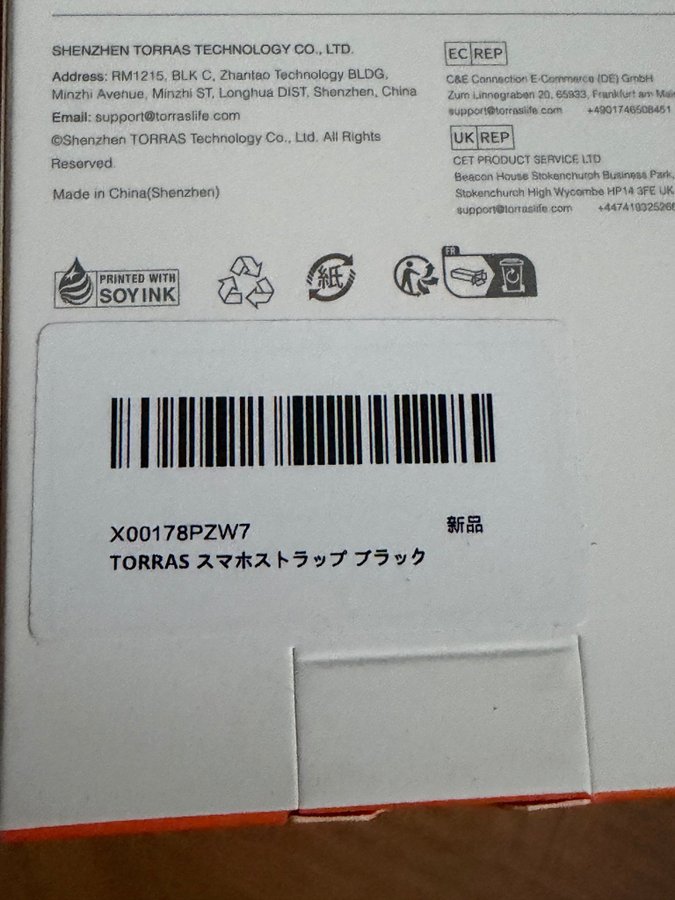 SHENZHEN TORRAS TECHNOLOGY CO., LTD.
Address: RM1215, BLK C, Zhantao Technology BLDG,
Minzhi Avenue, Minzhi ST, Longhua DIST, Shenzhen, China
Email: support@torraslife.com
©Shenzhen TORRAS Technology Co., Ltd. All Rights
Reserved.
Made in China(Shenzhen)
EC REP
C&E Connection E-Commerce (DE) GmbH
Zum Linnegraben 20, 65933, Frankfurt am
support@torraslife.com +4901746508461
UK REP
CET PRODUCT SERVICE LTD
Beacon House Stokenchurch Business Park,
Stokenchurch High Wycombe HP14 3FE UK
support@torraslife.com
PRINTED WITH
SOY INK
紙
FR
X00178PZW7
新品
TORRAS スマホストラップ ブラック